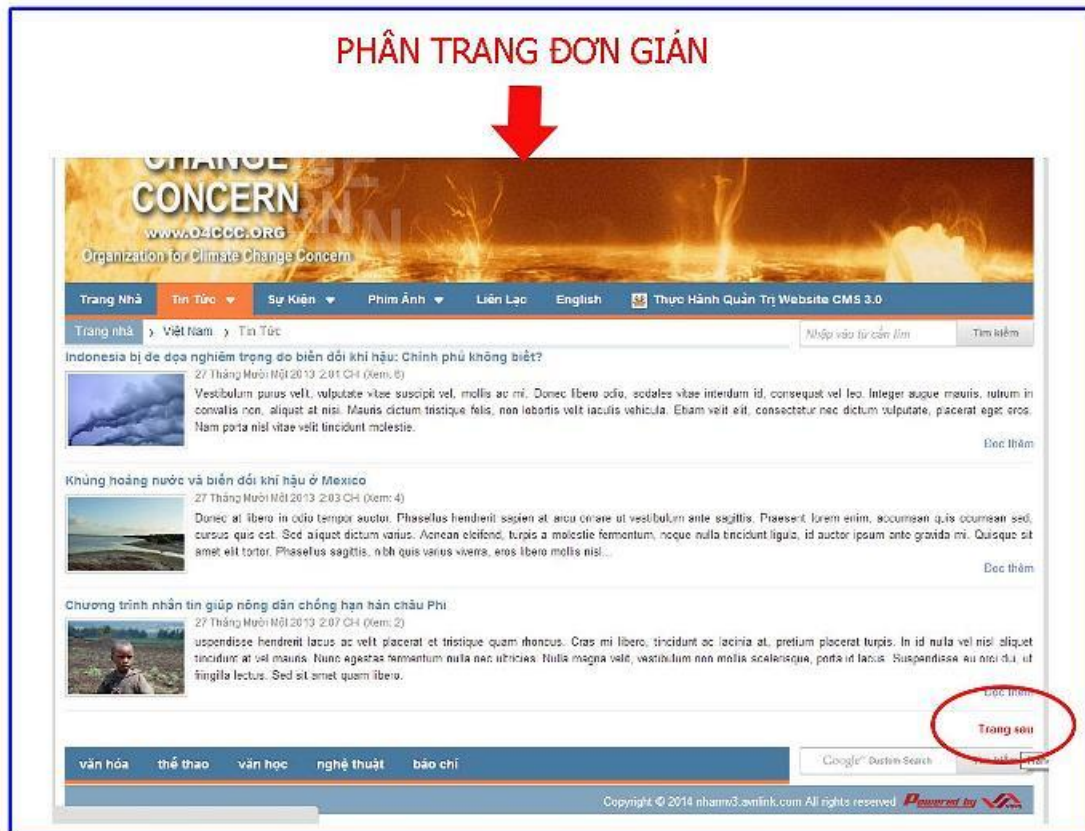 PHÂN TRANG ĐƠN GIÁN
CHANGE
CONCERN
WWW.O4CCC.ORG
Organization for Climate Change Concern
Trang Nhà Tin Tức Sự Kiện Phim Ảnh Liên Lạc English Thực Hành Quản Trị Website CMS 3.0
Trang nhà > Việt Nam > Tin Tức Nhập vào từ cần tìm Tìm kiếm
Indonesia bị đe dọa nghiêm trọng do biến đổi khí hậu: Chính phủ không biết?
27 Tháng Mười Một 2013 2:01 CH (Xem: 6)
Vestibulum purus velit, vulputate vitae suscipit vel, mollis ac mi. Donec libero odio, sodales vitae interdum id, consequat vel leo. Integer augue mauris, rutrum in
convallis non, aliquet at nisi. Mauris dictum tristique felis, non lobortis velit iaculis vehicula. Etiam velit elit, consectetur nec dictum vulputate, placerat eget eros.
Nam porta nisl vitae velit tincidunt molestie.
Đọc thêm
Khủng hoảng nước và biến đổi khí hậu ở Mexico
27 Tháng Mười Một 2013 2:03 CH (Xem: 4)
Donec at libero in odio tempor auctor. Phasellus hendrerit sapien at arcu ornare ut vestibulum ante sagittis. Praesent lorem enim, accumsan quis ccumsan sed,
cursus quis est. Sed aliquet dictum varius. Aenean eleifend, turpis a molestie fermentum, neque nulla tincidunt ligula, id auctor ipsum ante gravida mi. Quisque sit
amet elit tortor. Phasellus sagittis, nibh quis varius viverra, eros libero mollis nisl...
Đọc thêm
Chương trình nhắn tin giúp nông dân chống hạn hán châu Phi
27 Tháng Mười Một 2013 2:07 CH (Xem: 2)
uspendisse hendrerit lacus ac velit placerat et tristique quam rhoncus. Cras mi libero, tincidunt ac lacinia at, pretium placerat turpis. In id nulla vel nisl aliquet
tincidunt at vel mauris. Nunc egestas fermentum nulla nec ultricies. Nulla magna velit, vestibulum non mollis scelerisque, porta id lacus. Suspendisse eu orci dui, ut
fringilla lectus. Sed sit amet quam libero.
Đọc thêm
Trang sau
văn hóa thể thao văn học nghệ thuật báo chí Google Custom Search Tìm kiếm
Copyright © 2014 nhanm3.avnlink.com All rights reserved Powered by